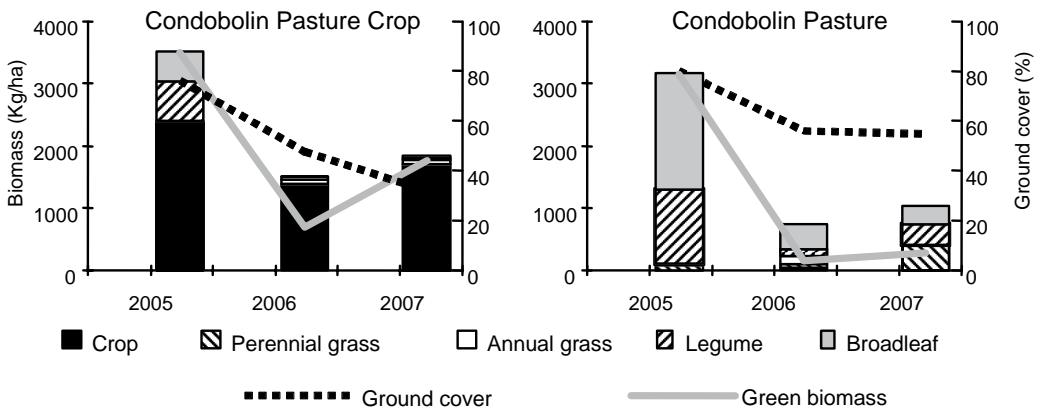 Condobolin Pasture Crop
Condobolin Pasture
Biomass (Kg/ha)
4000
3000
2000
1000
0
100
80
60
40
20
0
2005
2006
2007
4000
3000
2000
1000
0
100
80
60
40
20
0
Ground cover (%)
2005
2006
2007
Crop
Perennial grass
Annual grass
Legume
Broadleaf
Ground cover
Green biomass